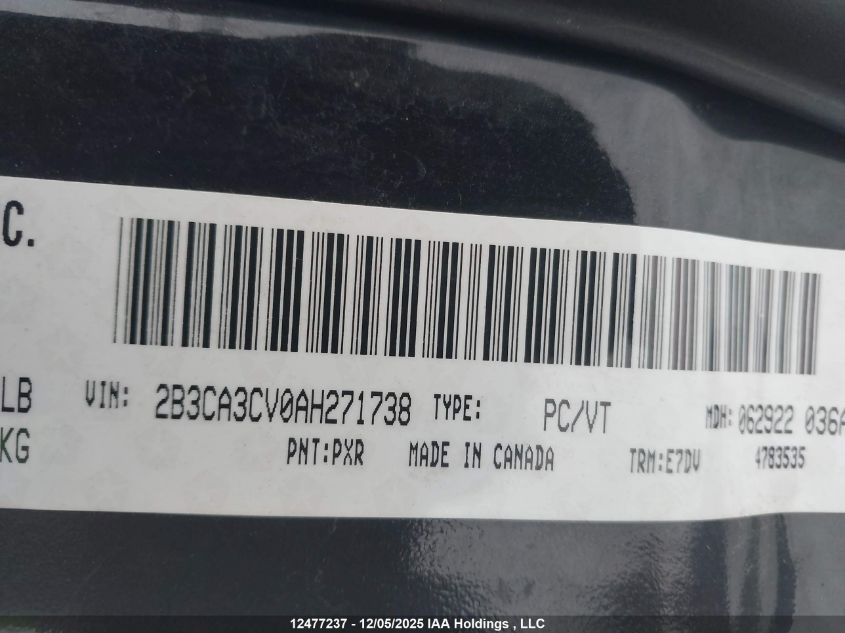 C.
LB
KG
VIN: 2B3CA3CV0AH271738 TYPE: PC/VT MDH: 062922 036A
PNT:PXR MADE IN CANADA TRM:E7DV 4783535
12477237 - 12/05/2025 IAA Holdings , LLC